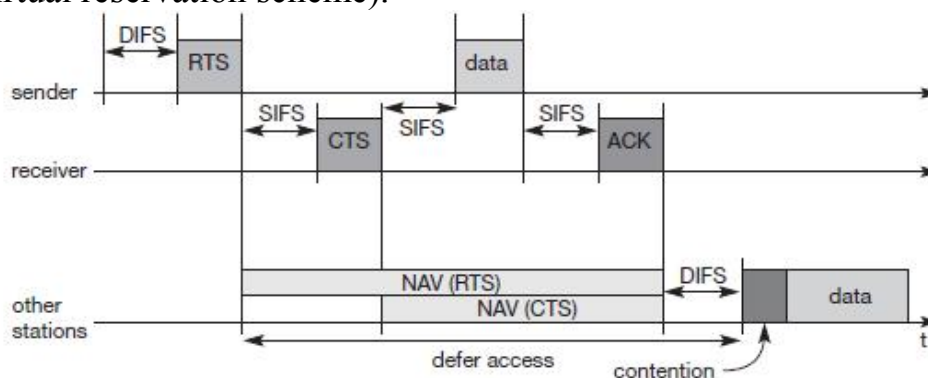 irtual reservation scheme).
DIFS
RTS
data
sender
SIFS
SIFS
SIFS
CTS
ACK
receiver
NAV (RTS)
DIFS
NAV (CTS)
data
other
stations
t
defer access
contention